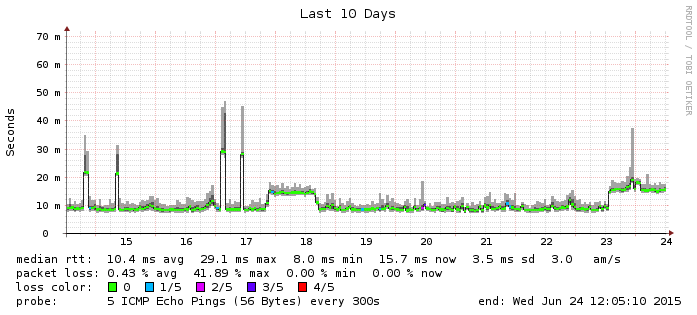 Last 10 Days
RRDTOOL / TOBI OETIKER
Seconds
70 m
60 m
50 m
40 m
30 m
20 m
10 m
0
15 16 17 18 19 20 21 22 23 24
median rtt: 10.4 ms avg 29.1 ms max 8.0 ms min 15.7 ms now 3.5 ms sd 3.0 am/s
packet loss: 0.43 % avg 41.89 % max 0.00 % min 0.00 % now
loss color: 0 1/5 2/5 3/5 4/5
probe: 5 ICMP Echo Pings (56 Bytes) every 300s end: Wed Jun 24 12:05:10 2015